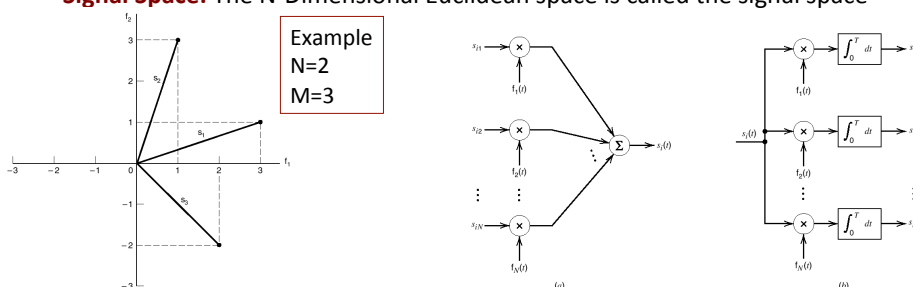 Signal Space: The N-Dimensional Euclidean space is called the signal space
f₂
3
s₂
2
1
s₁
−3 −2 −1 0 1 2 3 f₁
s₃
−1
−2
−3
Example
N=2
M=3
sᵢ₁ ×
f₁(t)
sᵢ₂ ×
f₂(t)
⋮ ⋮
sᵢN ×
fN(t)
Σ sᵢ(t)
(a)
sᵢ(t)
× ∫₀ᵀ dt s
f₁(t)
× ∫₀ᵀ dt s
f₂(t)
⋮
× ∫₀ᵀ dt s
fN(t)
(b)